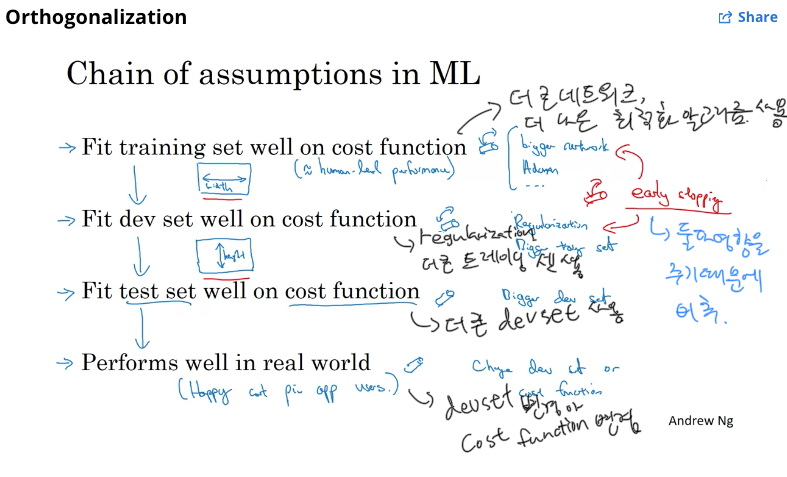 Orthogonalization
Share
Chain of assumptions in ML
더 큰 네트워크,
더 나은 최적화 알고리즘 사용
→ Fit training set well on cost function
(≈ human-level performance)
bigger network
Adam
...
width
early stopping
→ Fit dev set well on cost function
Regularization
Bigger training set
regularization
더 큰 트레이닝 셋 사용
height
둘 다 영향을
주기 때문에
→ Fit test set well on cost function
Bigger dev set
더 큰 devset 사용
→ Performs well in real world
Change dev set or
cost function
(Happy cat pic app users.)
devset 변경 or
cost function 변경
Andrew Ng